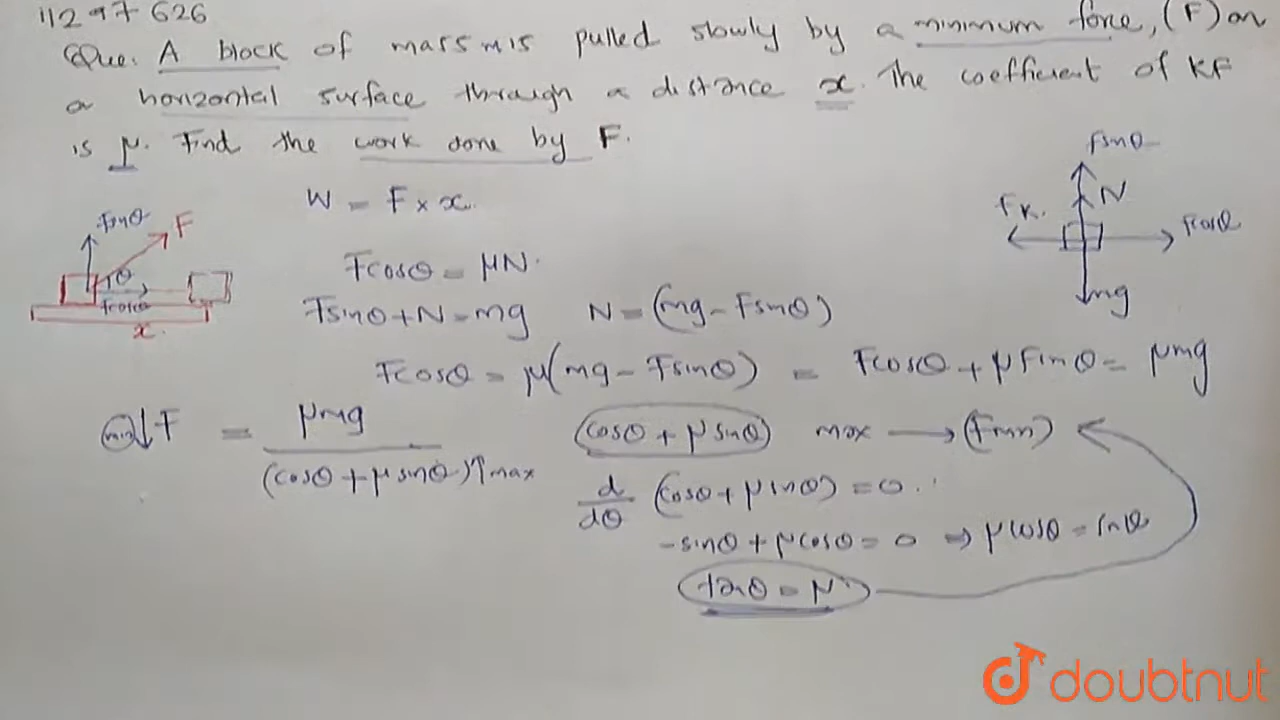 11297626
Que. A block of mass m is pulled slowly by a minimum force, (F) on
a horizontal surface through a distance x. The coefficient of KF
is μ. Find the work done by F.
W = F × x.
Fsinθ
F
θ
Fcosθ
x.
Fsinθ
N
fK.
Fcosθ
mg
Fcosθ = μN.
Fsinθ + N = mg N = (mg - Fsinθ)
Fcosθ = μ(mg - Fsinθ) = Fcosθ + μFsinθ = μmg
min↓F = μmg / (cosθ + μsinθ)↑max
(cosθ + μsinθ) max → (Fmin)
d/dθ (cosθ + μsinθ) = 0.
-sinθ + μcosθ = 0 ⇒ μcosθ = sinθ
tanθ = μ
doubtnut